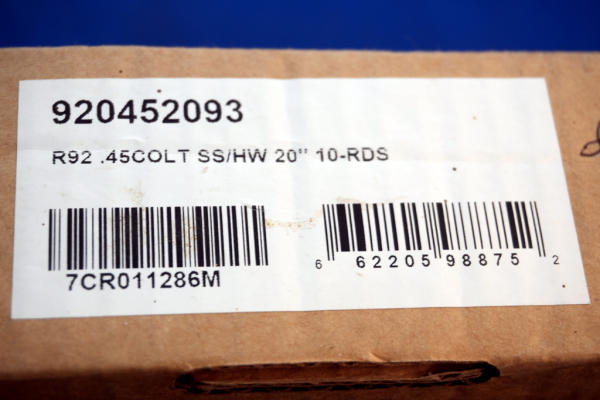 920452093
R92 .45COLT SS/HW 20" 10-RDS
7CR011286M
6 62205 98875 2